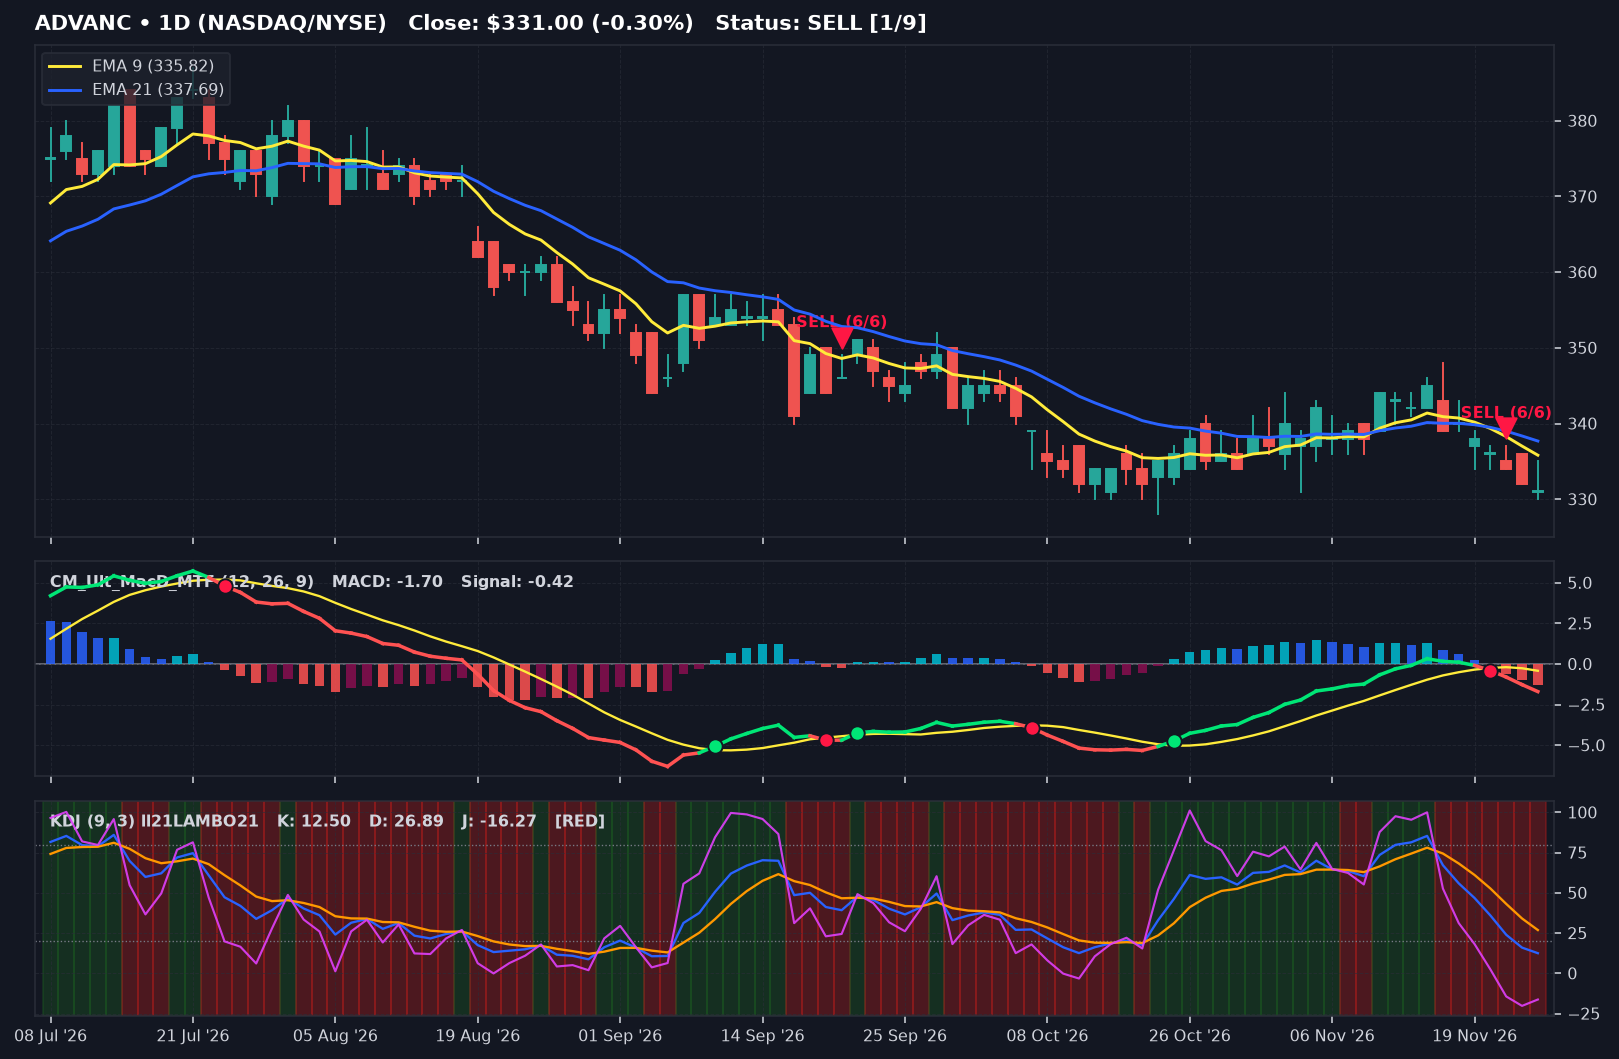 ADVANC • 1D (NASDAQ/NYSE)   Close: $331.00 (-0.30%)   Status: SELL [1/9]
EMA 9 (335.82)
EMA 21 (337.69)
380
370
360
350
340
330
SELL (6/6)
SELL (6/6)
CM_Ult_MacD_MTF (12, 26, 9)   MACD: -1.70   Signal: -0.42
5.0
2.5
0.0
−2.5
−5.0
KDJ (9, 3) II21LAMBO21   K: 12.50   D: 26.89   J: -16.27   [RED]
100
75
50
25
0
−25
08 Jul '26
21 Jul '26
05 Aug '26
19 Aug '26
01 Sep '26
14 Sep '26
25 Sep '26
08 Oct '26
26 Oct '26
06 Nov '26
19 Nov '26